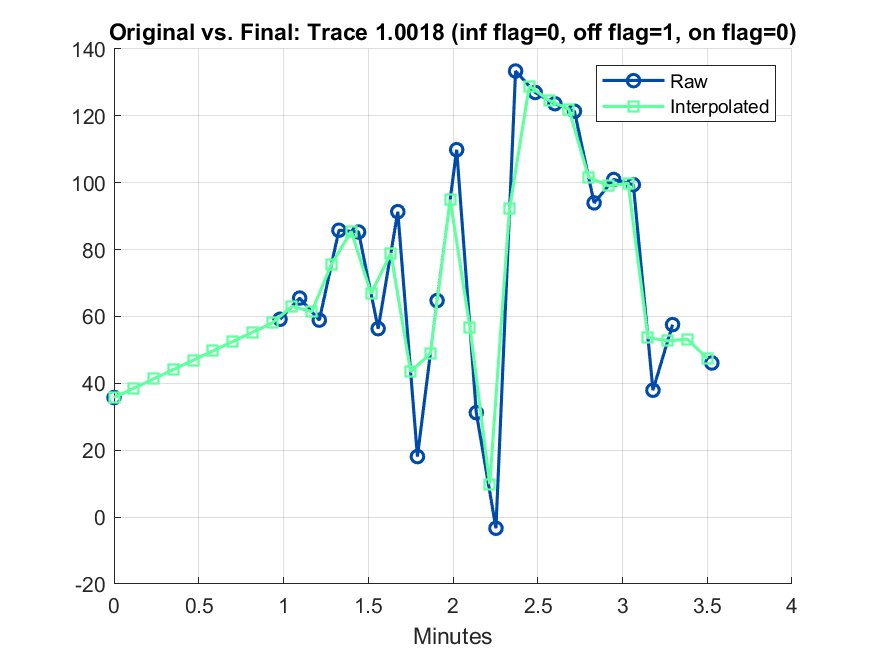 Original vs. Final: Trace 1.0018 (inf flag=0, off flag=1, on flag=0)
140
120
100
80
60
40
20
0
-20
Raw
Interpolated
0 0.5 1 1.5 2 2.5 3 3.5 4
Minutes